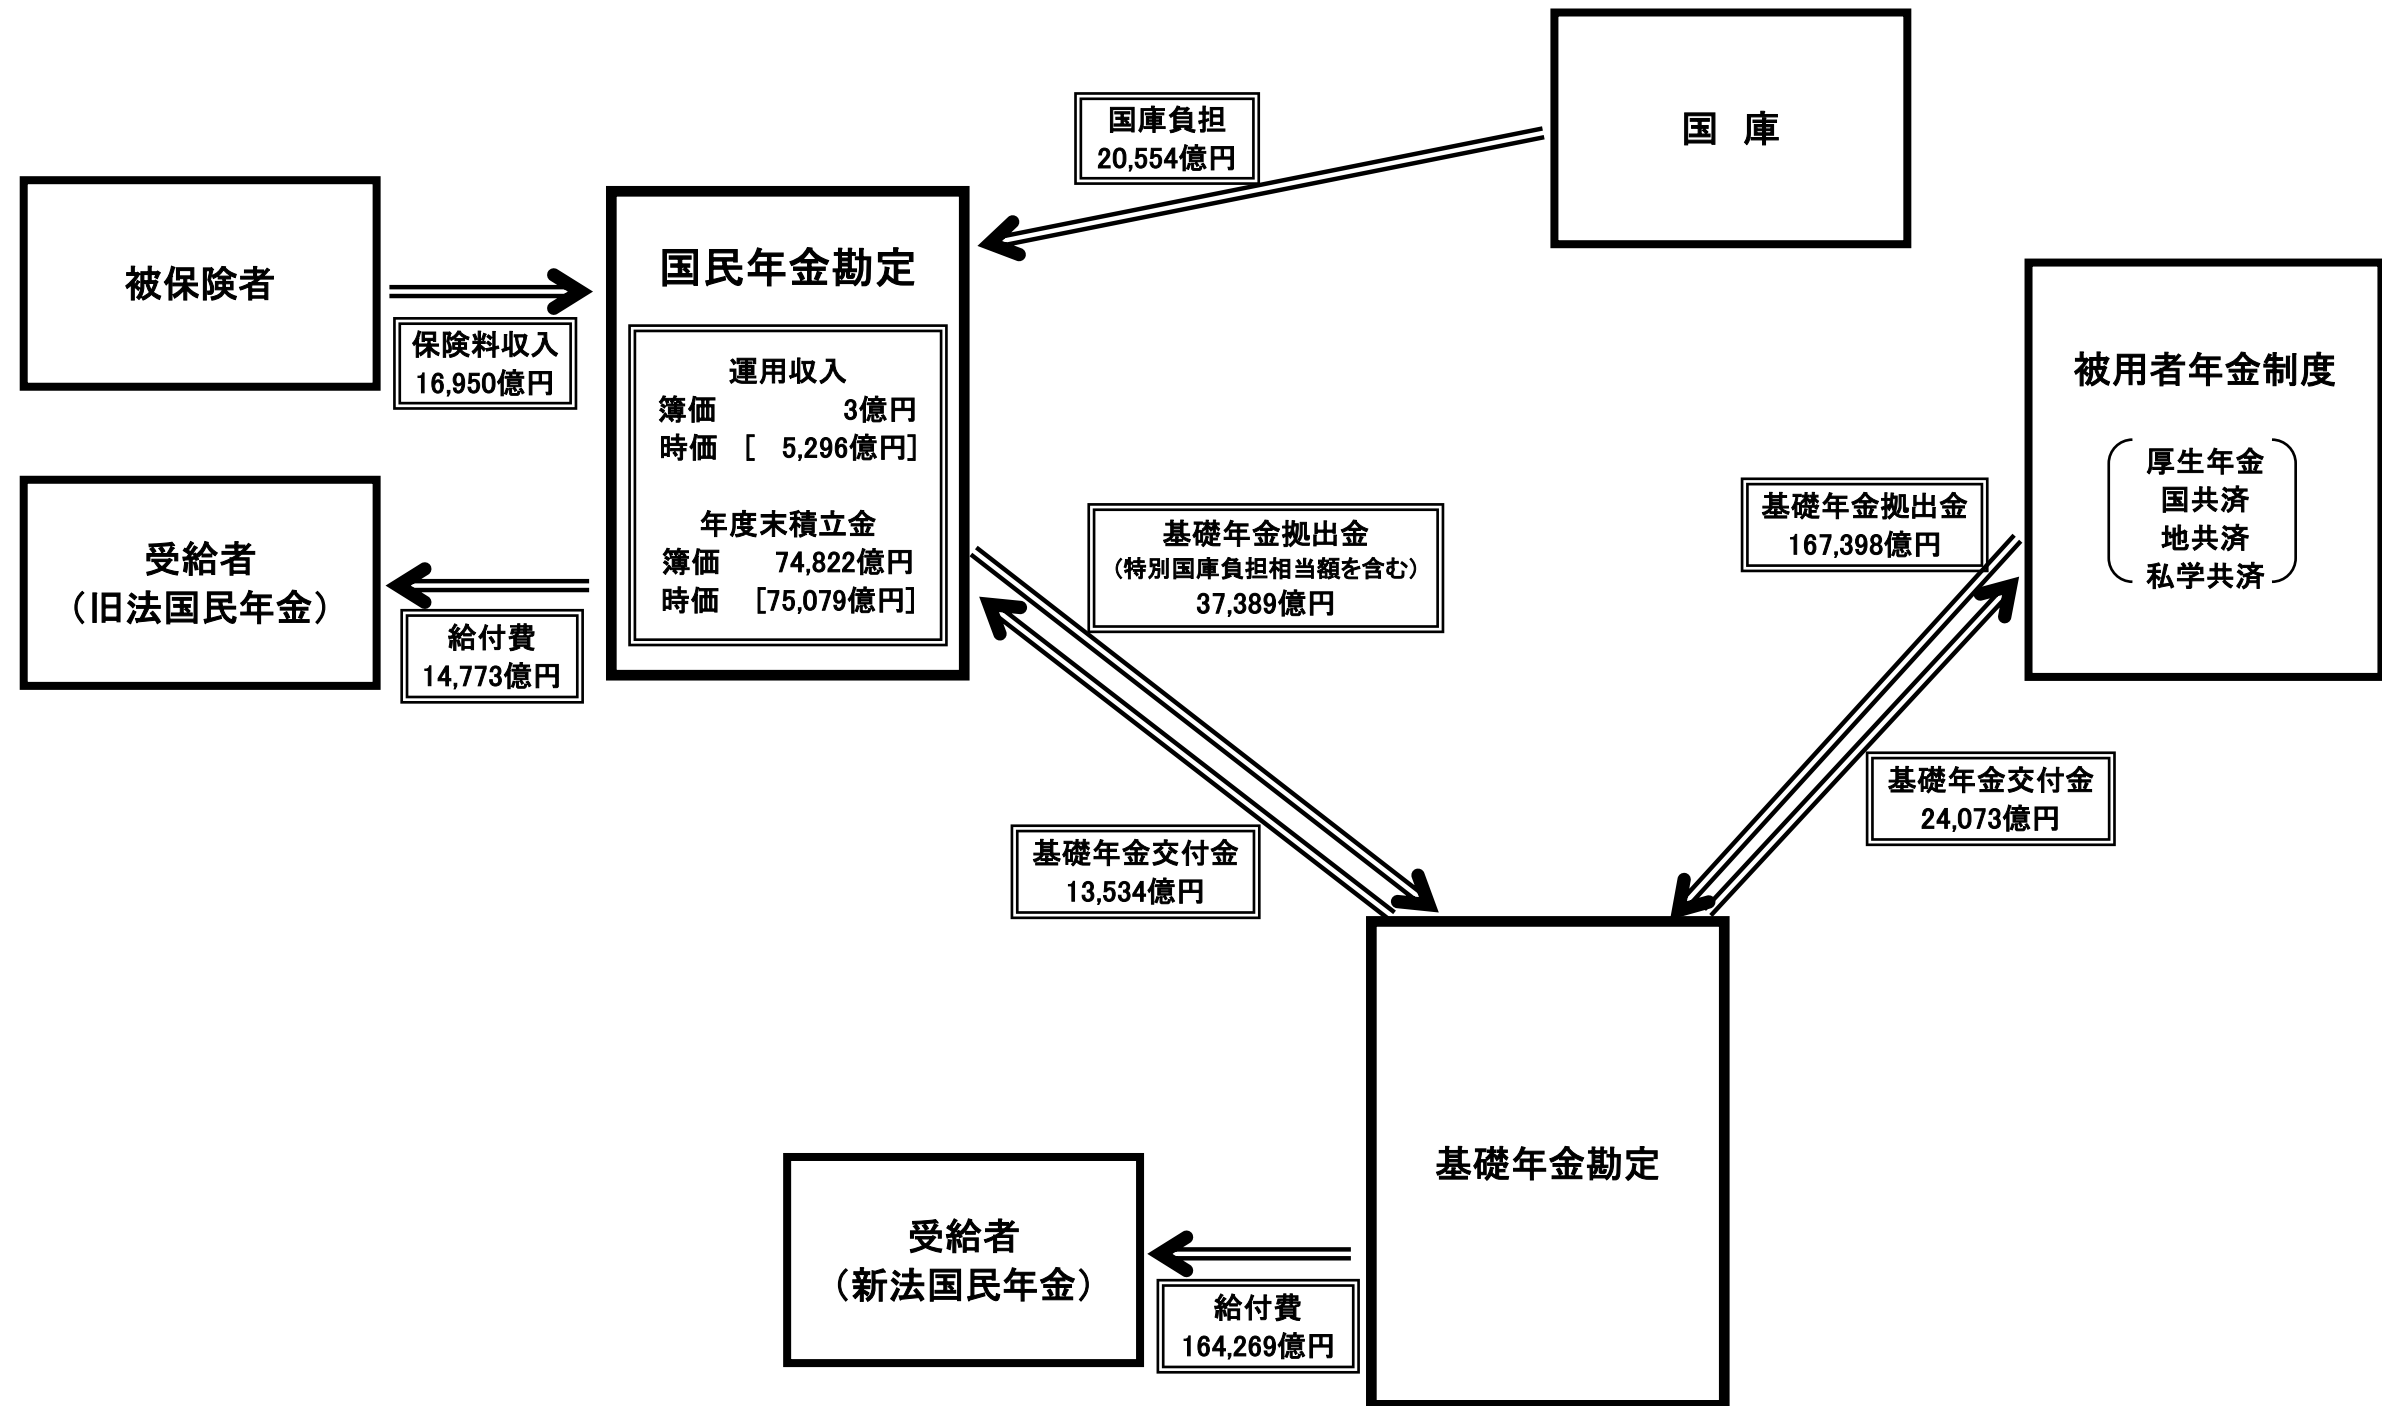 国 庫
国庫負担
20,554億円
被保険者
保険料収入
16,950億円
国民年金勘定
運用収入
簿価 3億円
時価 [ 5,296億円]
年度末積立金
簿価 74,822億円
時価 [75,079億円]
受給者
（旧法国民年金）
給付費
14,773億円
基礎年金拠出金
（特別国庫負担相当額を含む）
37,389億円
基礎年金拠出金
167,398億円
被用者年金制度
厚生年金
国共済
地共済
私学共済
基礎年金交付金
13,534億円
基礎年金交付金
24,073億円
基礎年金勘定
受給者
（新法国民年金）
給付費
164,269億円